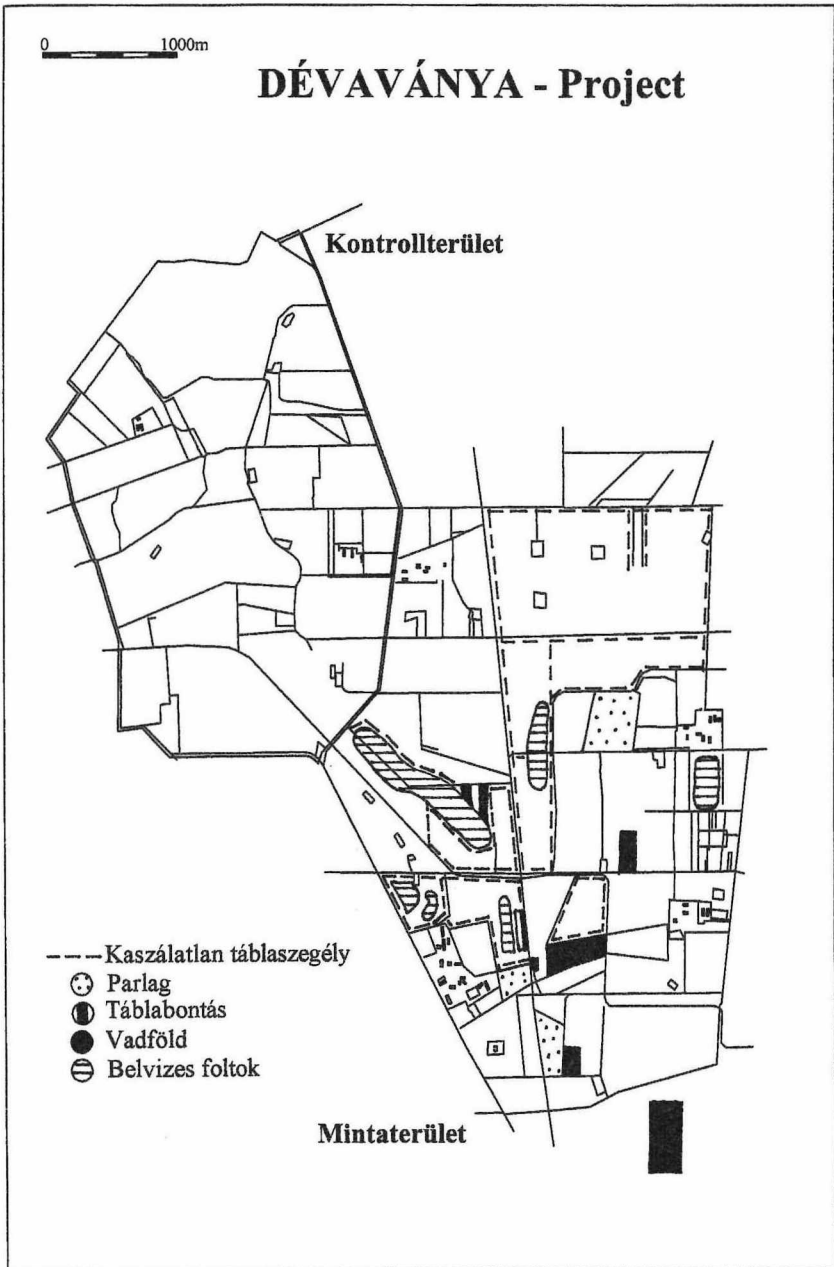 0 1000m
DÉVAVÁNYA - Project
Kontrollterület
Kaszálatlan táblaszegély
Parlag
Táblabontás
Vadföld
Belvizes foltok
Mintaterület